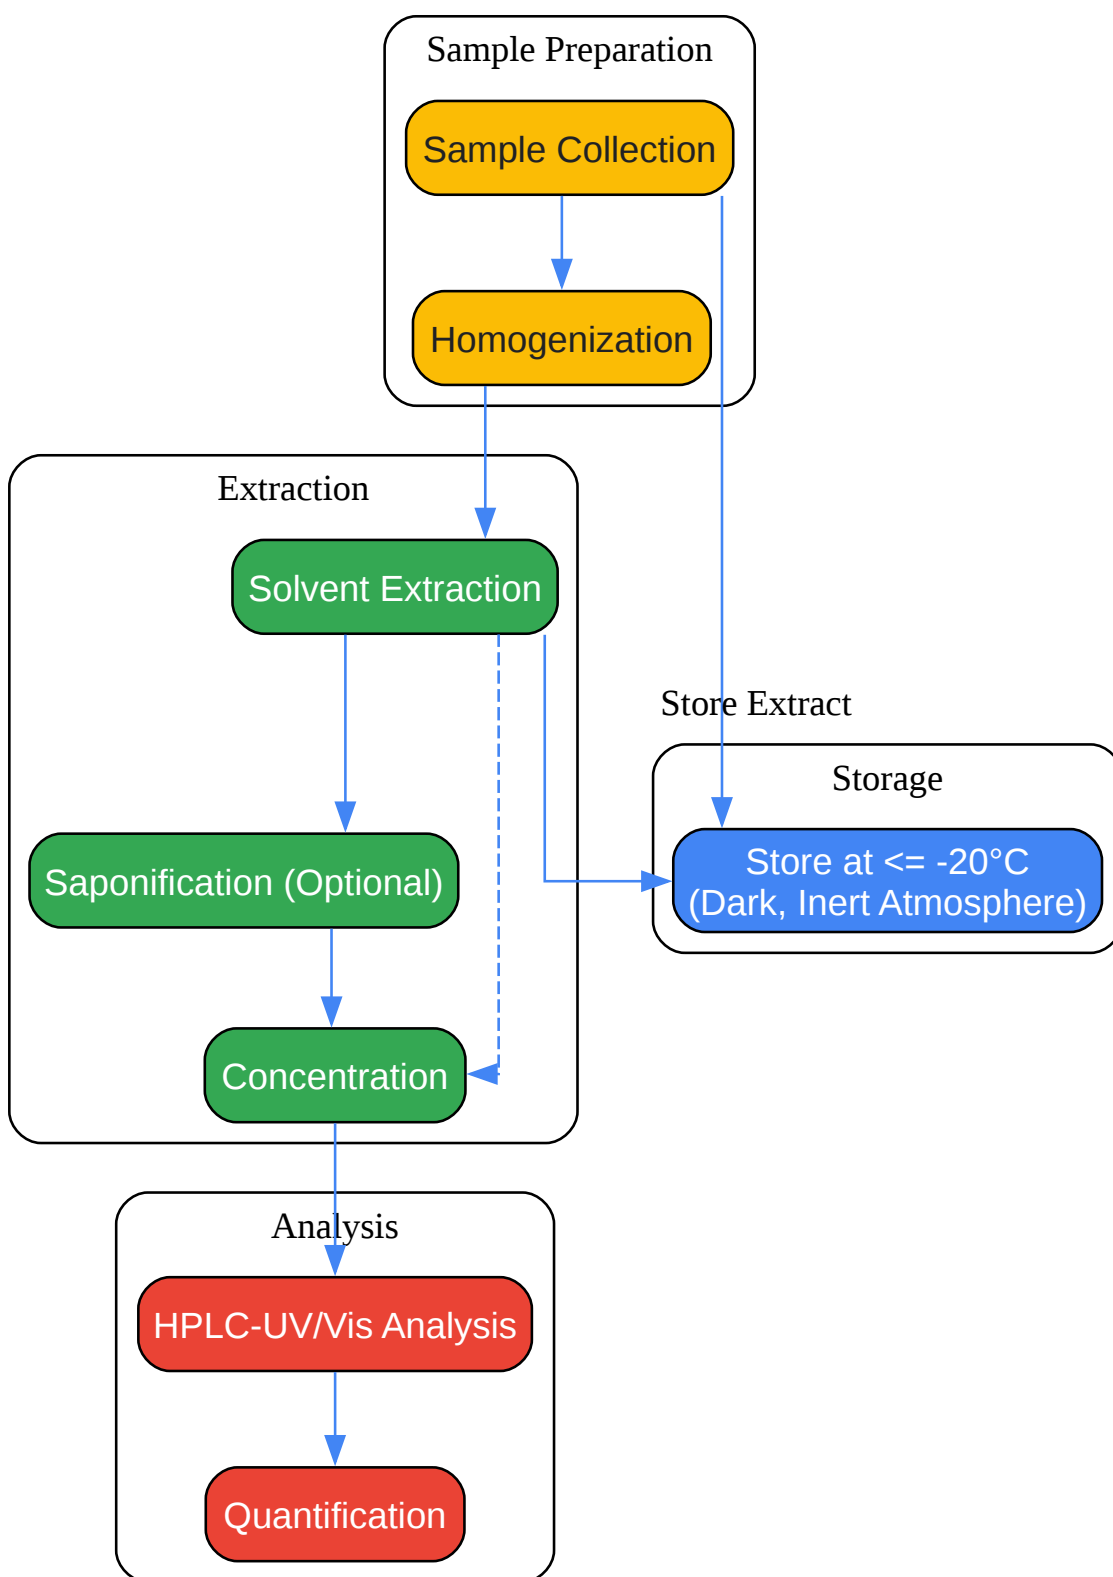 Sample Preparation
Sample Collection
Homogenization
Extraction
Solvent Extraction
Store Extract
Storage
Store at <= -20°C
(Dark, Inert Atmosphere)
Saponification (Optional)
Concentration
Analysis
HPLC-UV/Vis Analysis
Quantification